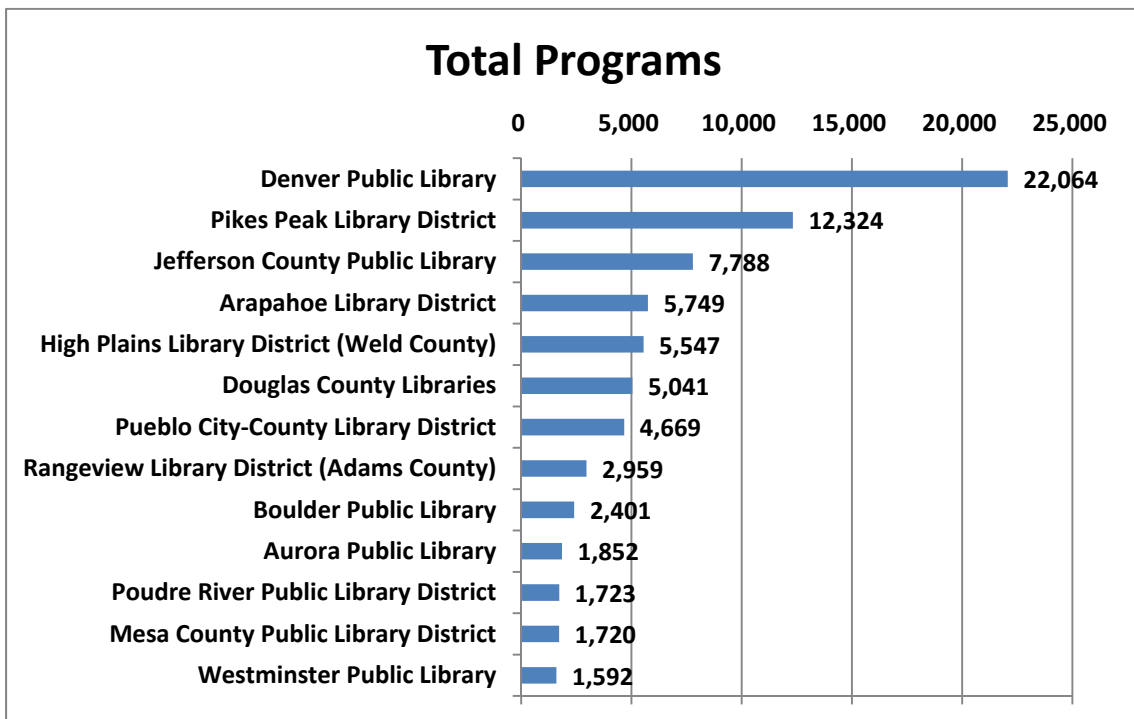 Total Programs
0 5,000 10,000 15,000 20,000 25,000
Denver Public Library 22,064
Pikes Peak Library District 12,324
Jefferson County Public Library 7,788
Arapahoe Library District 5,749
High Plains Library District (Weld County) 5,547
Douglas County Libraries 5,041
Pueblo City-County Library District 4,669
Rangeview Library District (Adams County) 2,959
Boulder Public Library 2,401
Aurora Public Library 1,852
Poudre River Public Library District 1,723
Mesa County Public Library District 1,720
Westminster Public Library 1,592